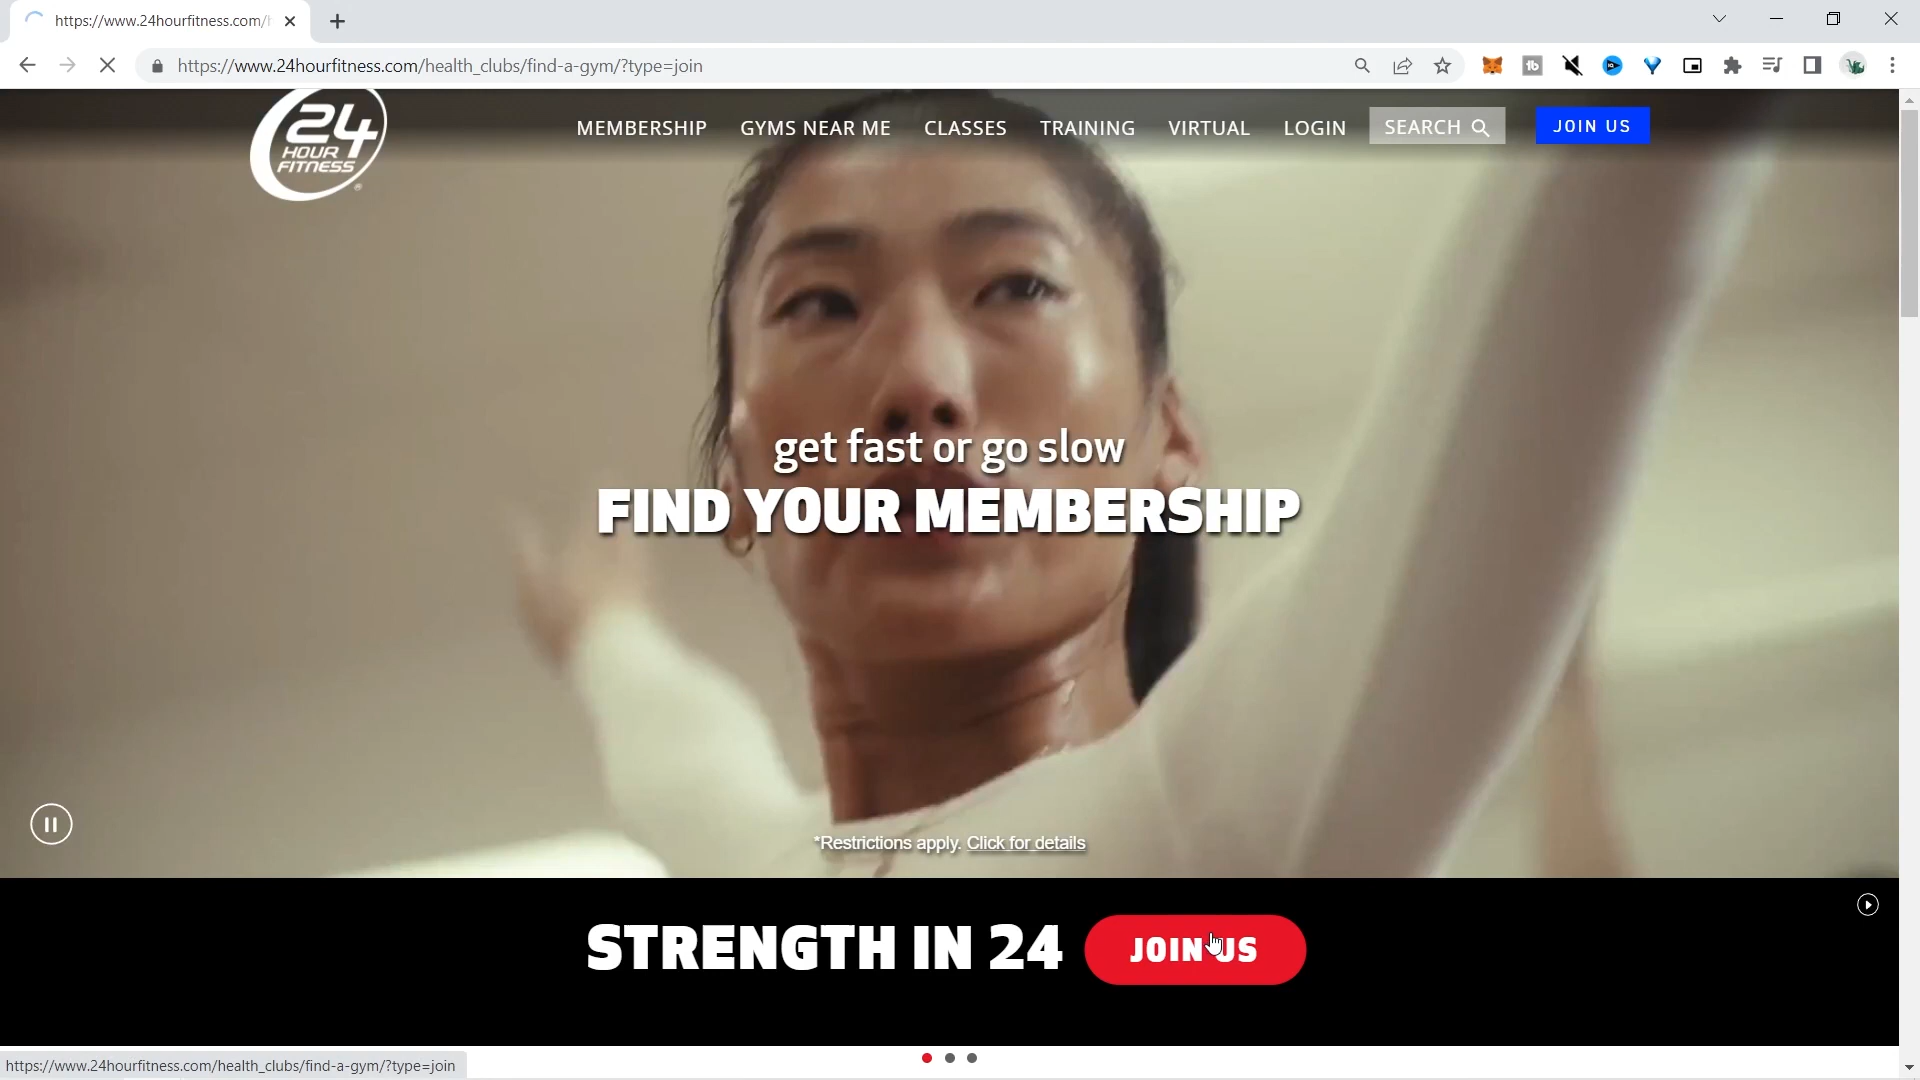 https://www.24hourfitness.com/h
https://www.24hourfitness.com/health_clubs/find-a-gym/?type=join
24
HOUR
FITNESS
MEMBERSHIP
GYMS NEAR ME
CLASSES
TRAINING
VIRTUAL
LOGIN
SEARCH
JOIN US
get fast or go slow
FIND YOUR MEMBERSHIP
*Restrictions apply. Click for details
STRENGTH IN 24
JOIN US
https://www.24hourfitness.com/health_clubs/find-a-gym/?type=join